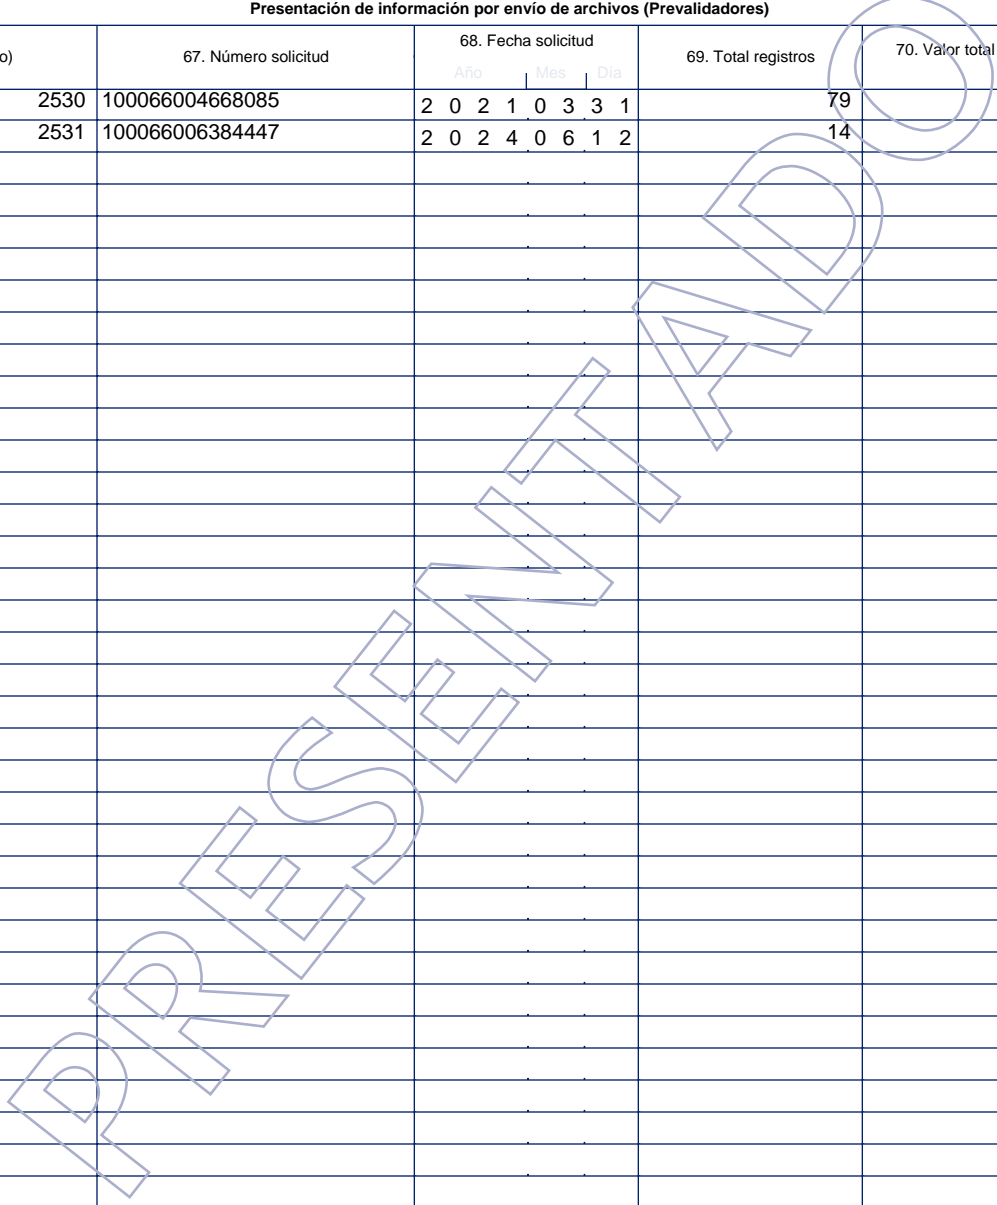 Presentación de información por envío de archivos (Prevalidadores)
o) 67. Número solicitud 68. Fecha solicitud 69. Total registros 70. Valor total
Año Mes Día
2530 100066004668085 2 0 2 1 0 3 3 1 79
2531 100066006384447 2 0 2 4 0 6 1 2 14
PRESENTADO